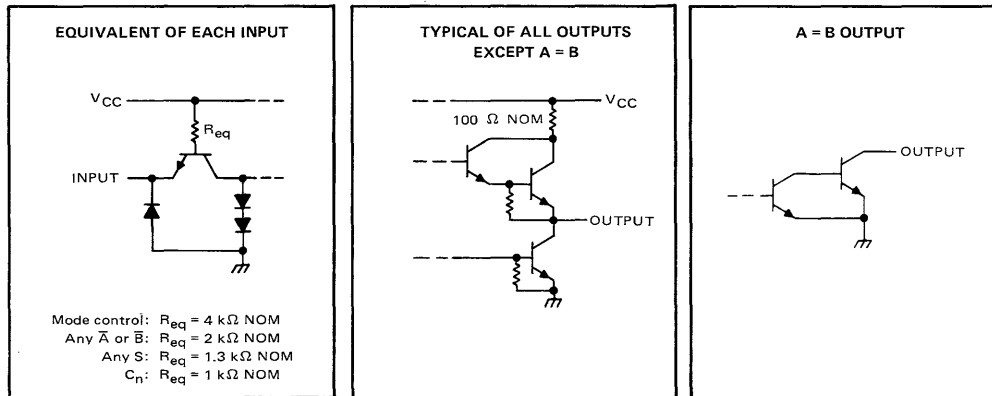 EQUIVALENT OF EACH INPUT
VCC
Req
INPUT
Mode control: Req = 4 kΩ NOM
Any A̅ or B̅: Req = 2 kΩ NOM
Any S: Req = 1.3 kΩ NOM
Cn: Req = 1 kΩ NOM
TYPICAL OF ALL OUTPUTS
EXCEPT A = B
VCC
100 Ω NOM
OUTPUT
A = B OUTPUT
OUTPUT